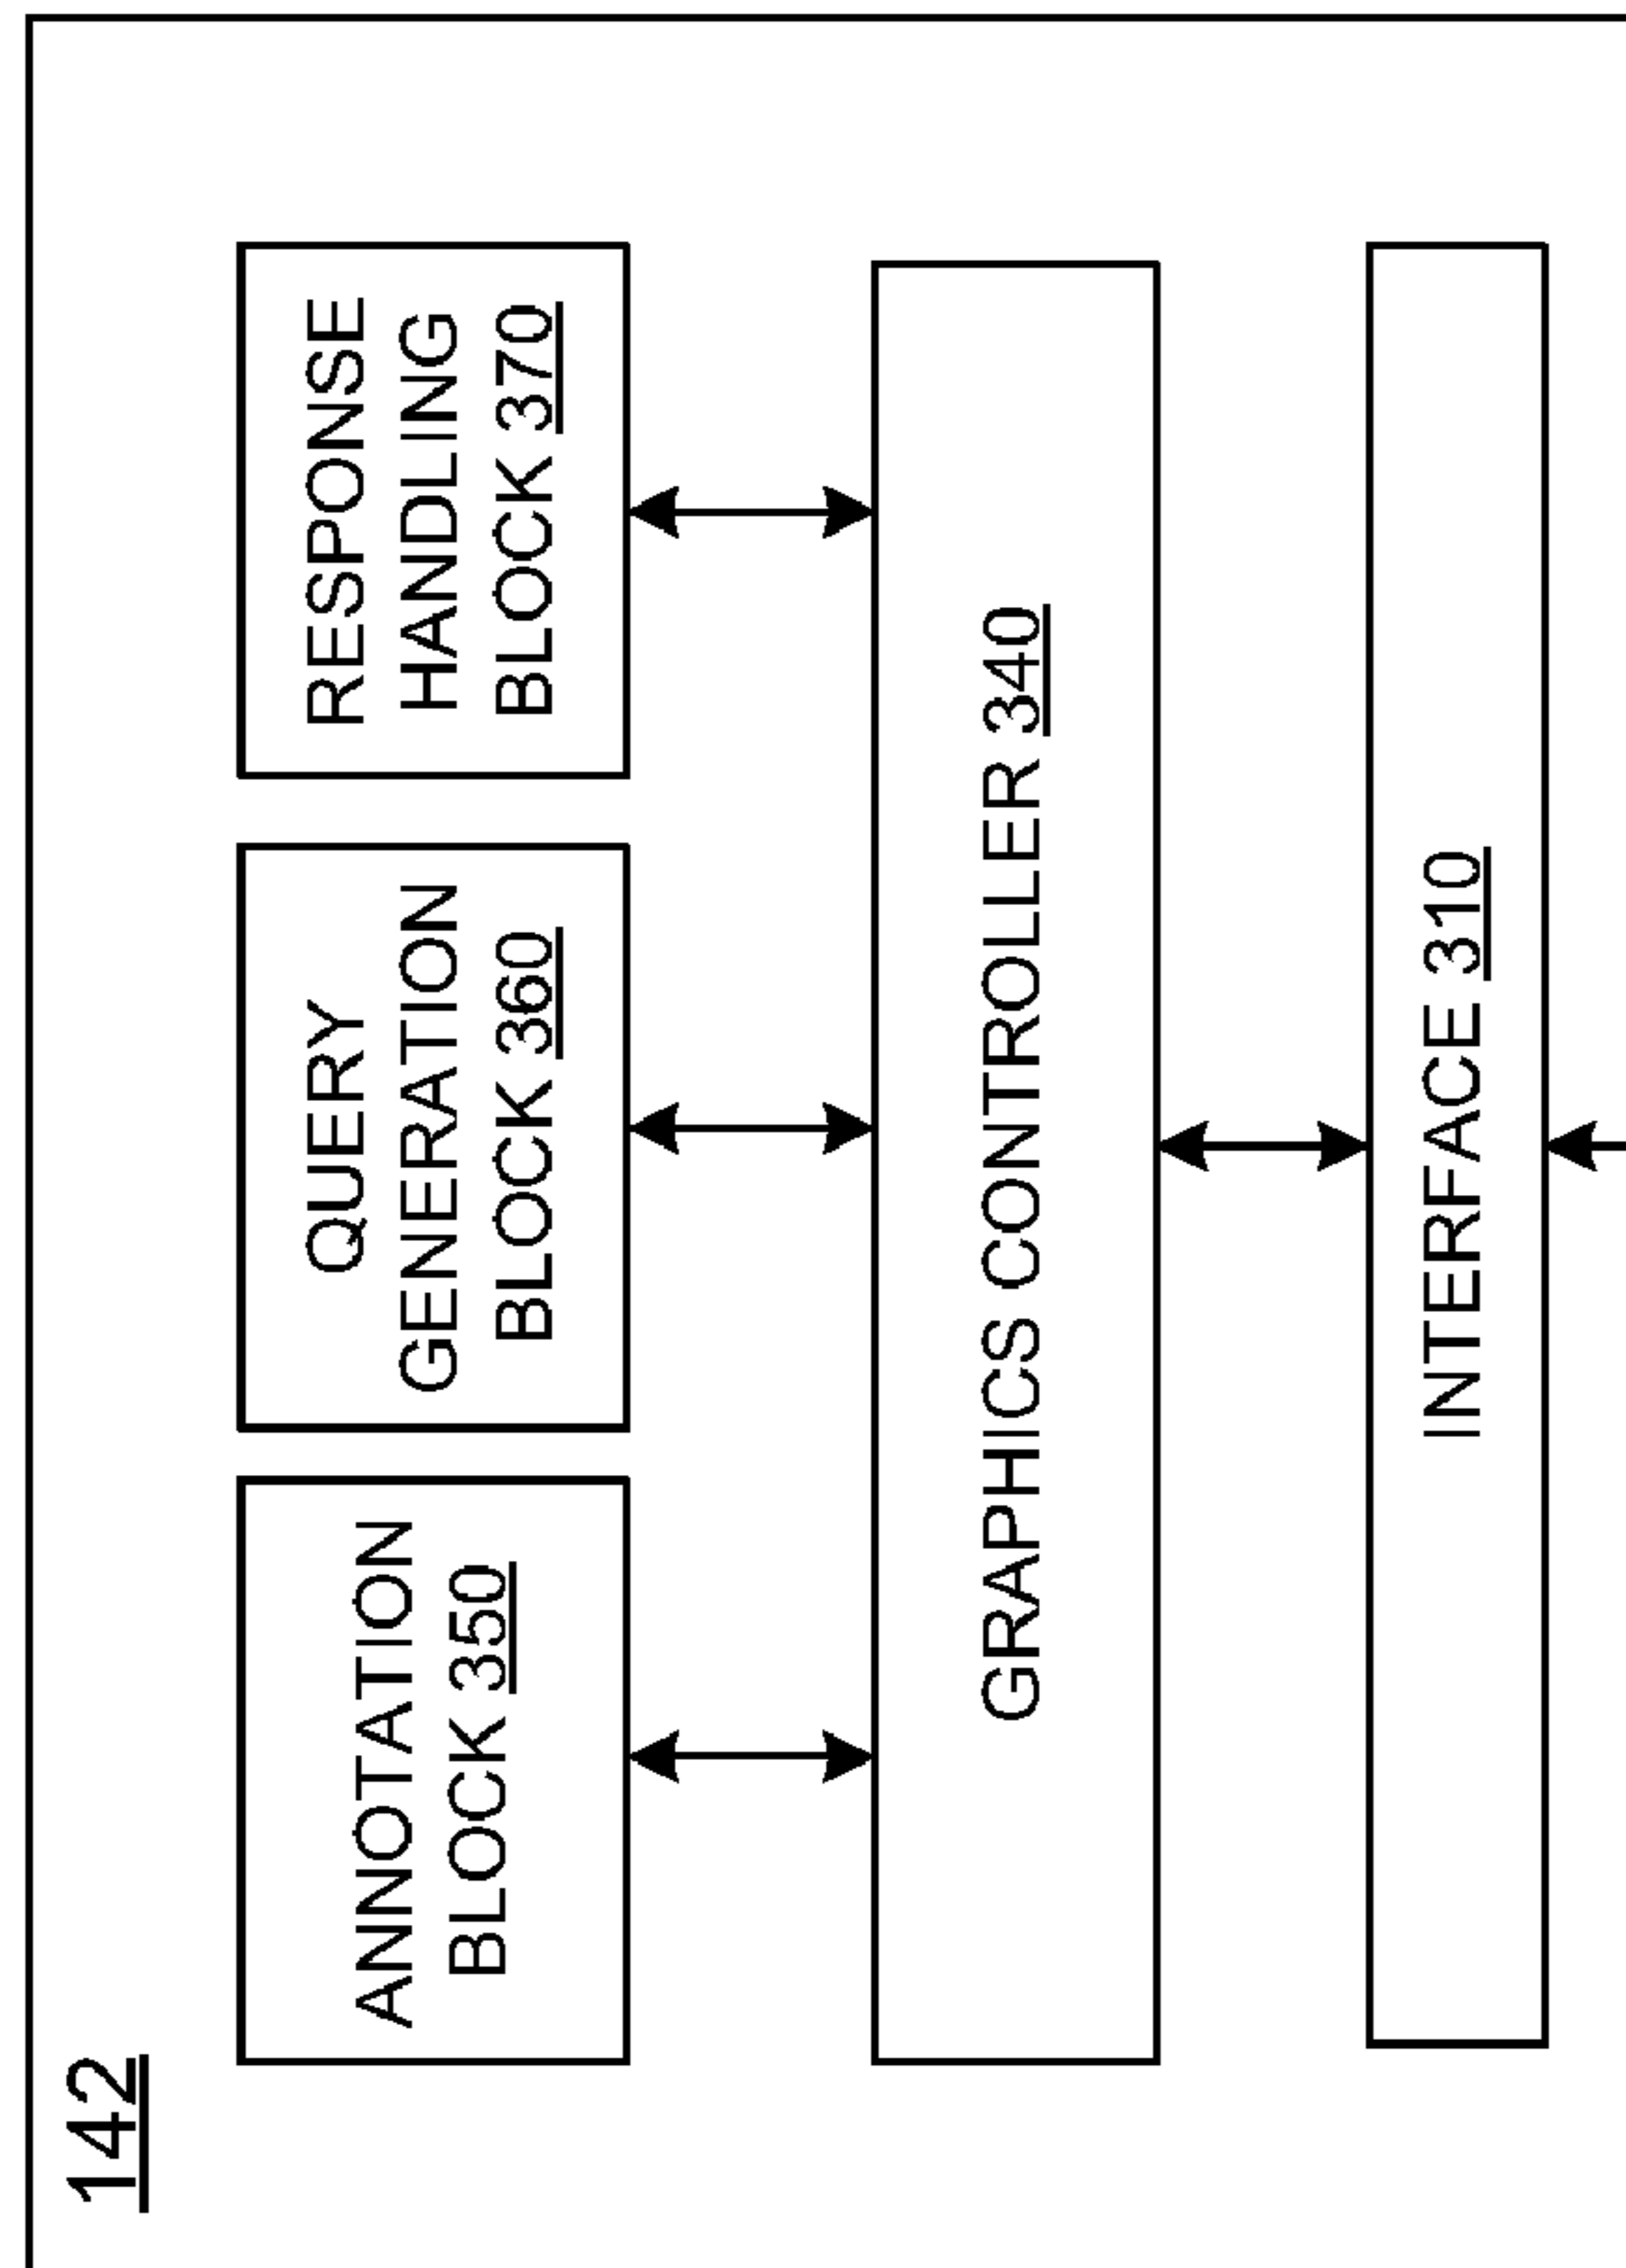 142
ANNOTATION
BLOCK 350
QUERY
GENERATION
BLOCK 360
RESPONSE
HANDLING
BLOCK 370
GRAPHICS CONTROLLER 340
INTERFACE 310